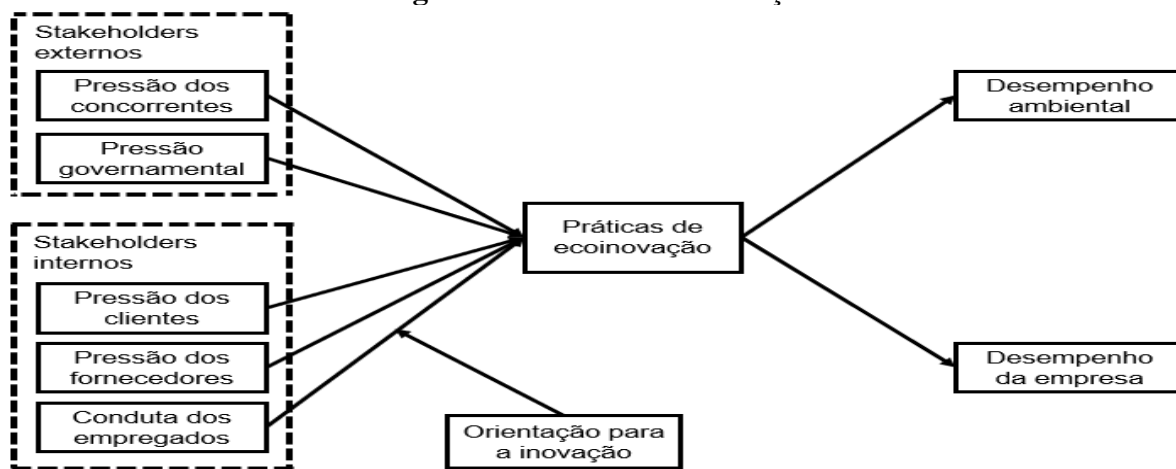 Stakeholders
externos
Pressão dos
concorrentes
Pressão
governamental
Stakeholders
internos
Pressão dos
clientes
Pressão dos
fornecedores
Conduta dos
empregados
Práticas de
ecoinovação
Orientação para
a inovação
Desempenho
ambiental
Desempenho
da empresa